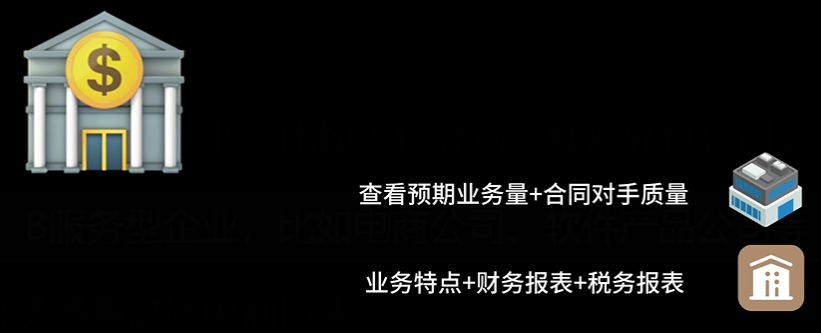 $
查看预期业务量+合同对手质量
B服务型企业，比如电商公司、软件产品公司等
业务特点+财务报表+税务报表